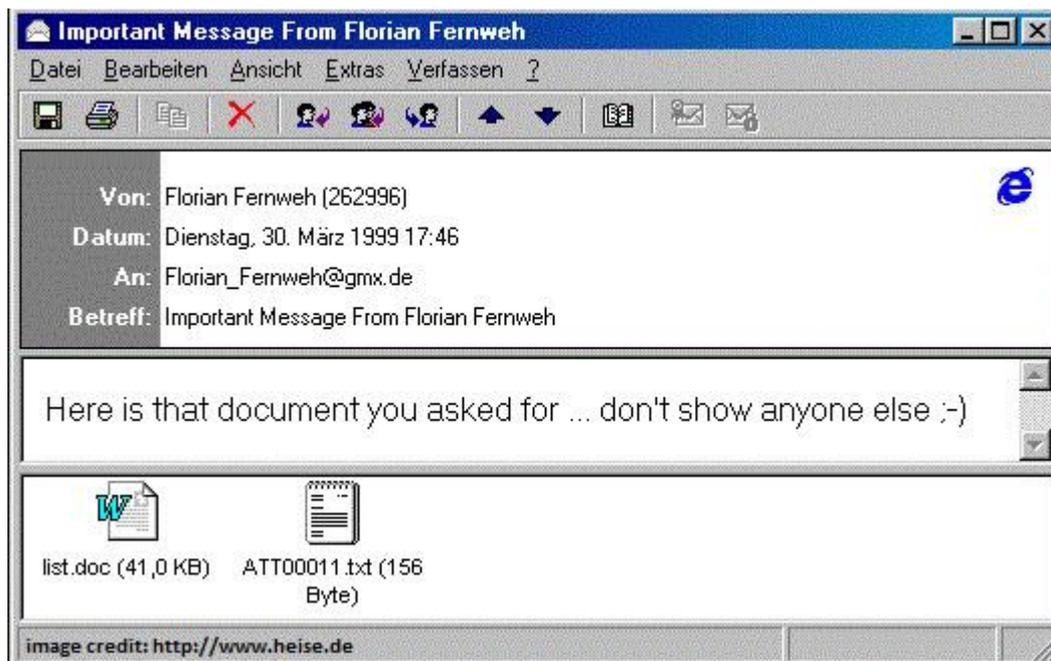 Important Message From Florian Fernweh
Datei Bearbeiten Ansicht Extras Verfassen ?
Von: Florian Fernweh (262996)
Datum: Dienstag, 30. März 1999 17:46
An: Florian_Fernweh@gmx.de
Betreff: Important Message From Florian Fernweh
Here is that document you asked for ... don't show anyone else ;-)
list.doc (41,0 KB) ATT00011.txt (156
Byte)
image credit: http://www.heise.de